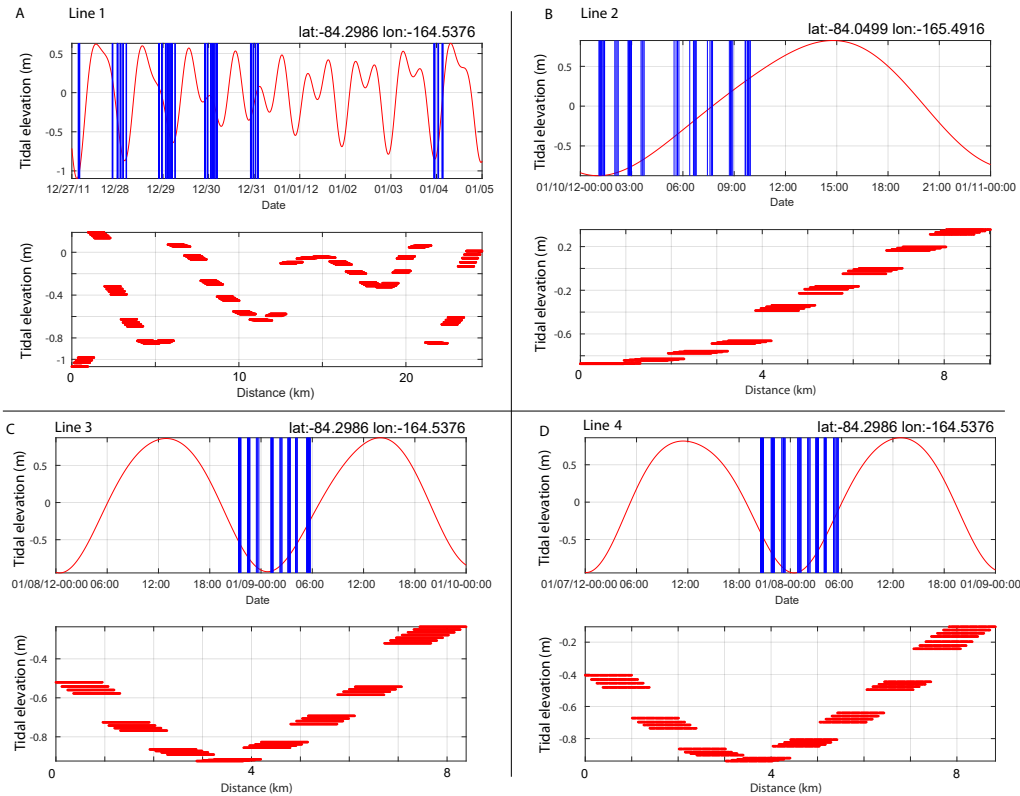 A Line 1
lat:-84.2986 lon:-164.5376
Tidal elevation (m)
0.5
0
-0.5
-1
12/27/11 12/28 12/29 12/30 12/31 01/01/12 01/02 01/03 01/04 01/05
Date
Tidal elevation (m)
0
-0.4
-0.8
-1
0 10 20
Distance (km)
B Line 2
lat:-84.0499 lon:-165.4916
Tidal elevation (m)
0.5
0
-0.5
01/10/12-00:00 03:00 06:00 09:00 12:00 15:00 18:00 21:00 01/11-00:00
Date
Tidal elevation (m)
0.2
-0.2
-0.6
0 4 8
Distance (km)
C Line 3
lat:-84.2986 lon:-164.5376
Tidal elevation (m)
0.5
0
-0.5
01/08/12-00:00 06:00 12:00 18:00 01/09-00:00 06:00 12:00 18:00 01/10-00:00
Date
Tidal elevation (m)
-0.4
-0.6
-0.8
0 4 8
Distance (km)
D Line 4
lat:-84.2986 lon:-164.5376
Tidal elevation (m)
0.5
0
-0.5
01/07/12-00:00 06:00 12:00 18:00 01/08-00:00 06:00 12:00 18:00 01/09-00:00
Date
Tidal elevation (m)
-0.2
-0.4
-0.6
-0.8
0 4 8
Distance (km)